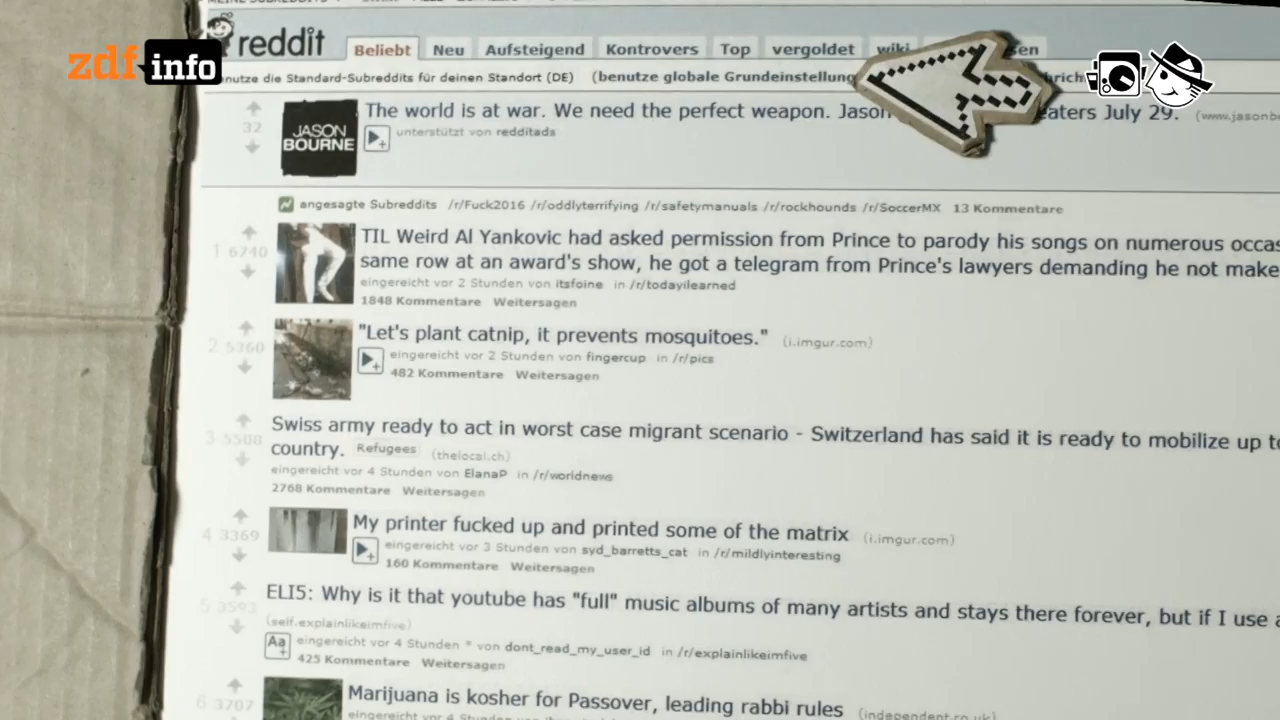 reddit
Beliebt Neu Aufsteigend Kontrovers Top vergoldet wiki
zdf info
nutze die Standard-Subreddits für deinen Standort (DE) (benutze globale Grundeinstellung
32
JASON BOURNE
The world is at war. We need the perfect weapon. Jason eaters July 29.
unterstützt von redditads
angesagte Subreddits /r/Fuck2016 /r/oddlyterrifying /r/safetymanuals /r/rockhounds /r/SoccerMX 13 Kommentare
1 6740
TIL Weird Al Yankovic had asked permission from Prince to parody his songs on numerous occas
same row at an award's show, he got a telegram from Prince's lawyers demanding he not make
eingereicht vor 2 Stunden von itsfoine in /r/todayilearned
1848 Kommentare Weitersagen
2 5360
"Let's plant catnip, it prevents mosquitoes." (i.imgur.com)
eingereicht vor 2 Stunden von fingercup in /r/pics
482 Kommentare Weitersagen
3 5508
Swiss army ready to act in worst case migrant scenario - Switzerland has said it is ready to mobilize up to
country. Refugees (thelocal.ch)
eingereicht vor 4 Stunden von ElanaP in /r/worldnews
2768 Kommentare Weitersagen
4 3369
My printer fucked up and printed some of the matrix (i.imgur.com)
eingereicht vor 3 Stunden von syd_barretts_cat in /r/mildlyinteresting
160 Kommentare Weitersagen
5 3593
ELI5: Why is it that youtube has "full" music albums of many artists and stays there forever, but if I use a
(self.explainlikeimfive)
Aa
eingereicht vor 4 Stunden * von dont_read_my_user_id in /r/explainlikeimfive
425 Kommentare Weitersagen
6 3707
Marijuana is kosher for Passover, leading rabbi rules (independent.co.uk)
eingereicht vor 4 Stunden von